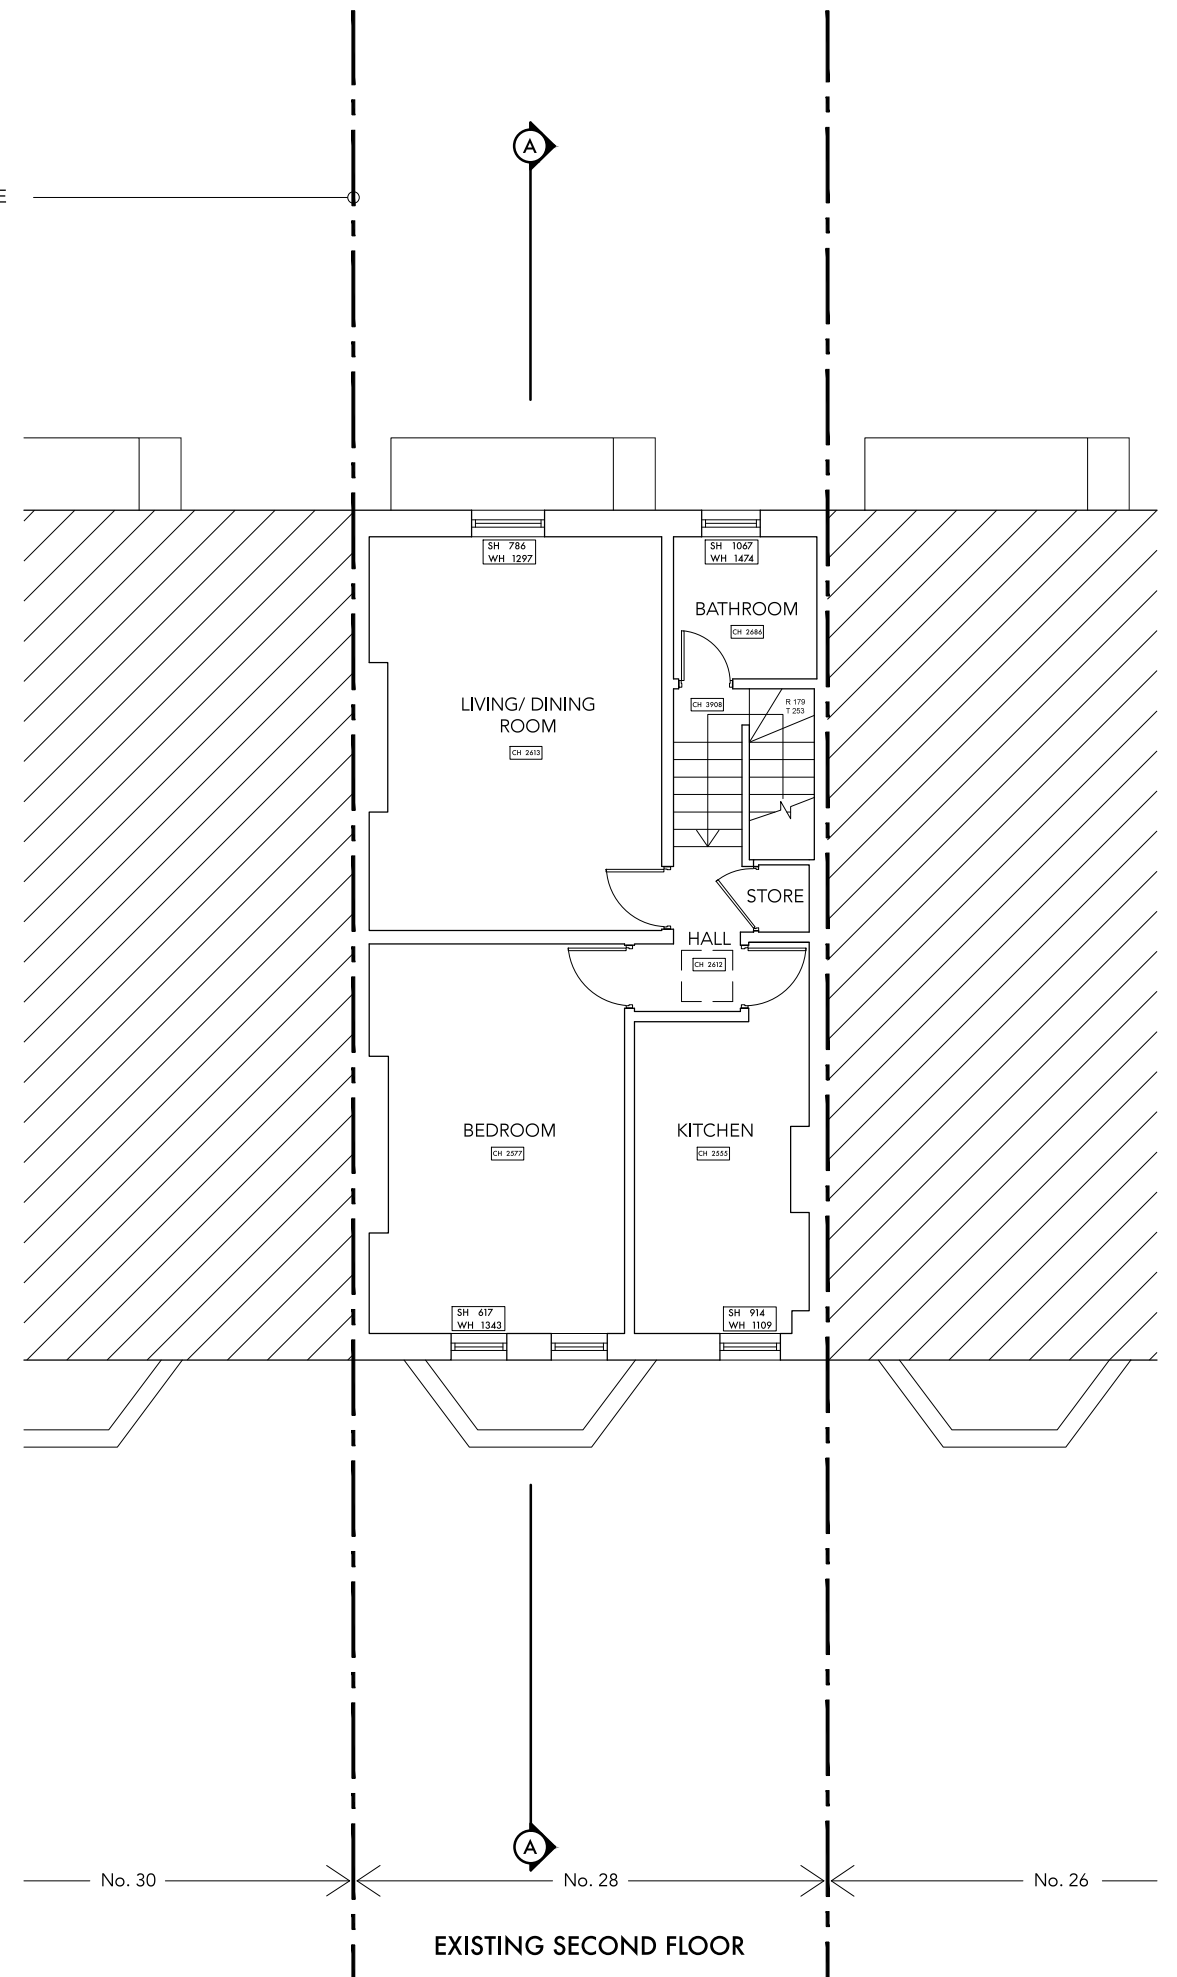 A
E
SH 786
WH 1297
SH 1067
WH 1474
BATHROOM
CH 2686
LIVING/ DINING
ROOM
CH 2613
CH 3908
R 179
T 253
STORE
HALL
CH 2612
BEDROOM
CH 2577
KITCHEN
CH 2555
SH 617
WH 1343
SH 914
WH 1109
A
No. 30
No. 28
No. 26
EXISTING SECOND FLOOR